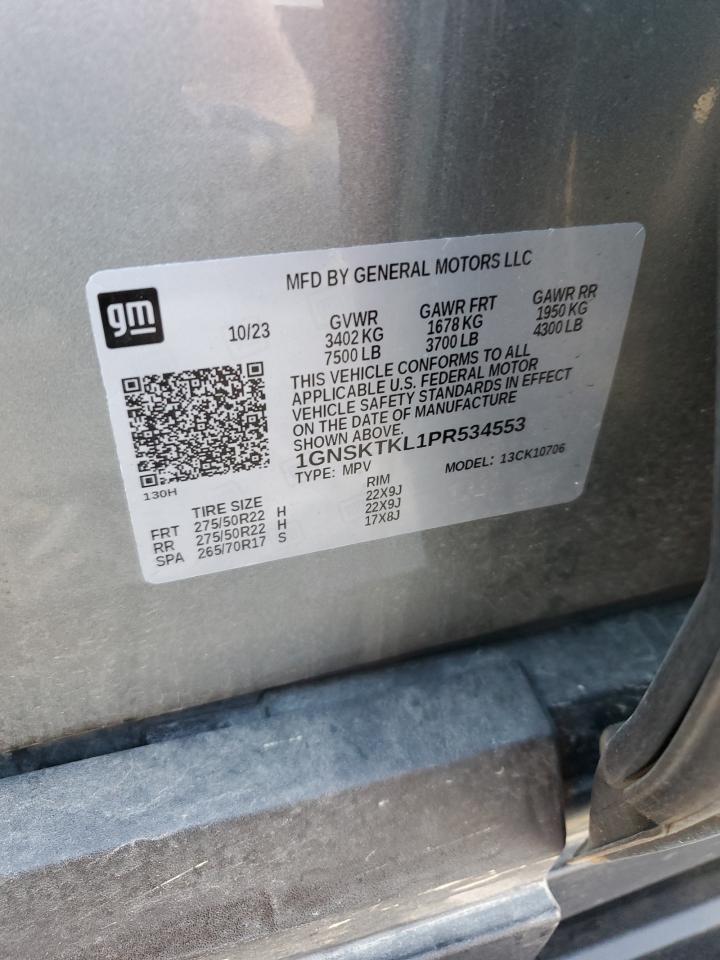 MFD BY GENERAL MOTORS LLC
gm
10/23
GVWR GAWR FRT GAWR RR
3402 KG 1678 KG 1950 KG
7500 LB 3700 LB 4300 LB
THIS VEHICLE CONFORMS TO ALL
APPLICABLE U.S. FEDERAL MOTOR
VEHICLE SAFETY STANDARDS IN EFFECT
ON THE DATE OF MANUFACTURE
SHOWN ABOVE.
1GNSKTKL1PR534553
TYPE: MPV MODEL: 13CK10706
130H
TIRE SIZE RIM
FRT 275/50R22 H 22X9J
RR 275/50R22 H 22X9J
SPA 265/70R17 S 17X8J